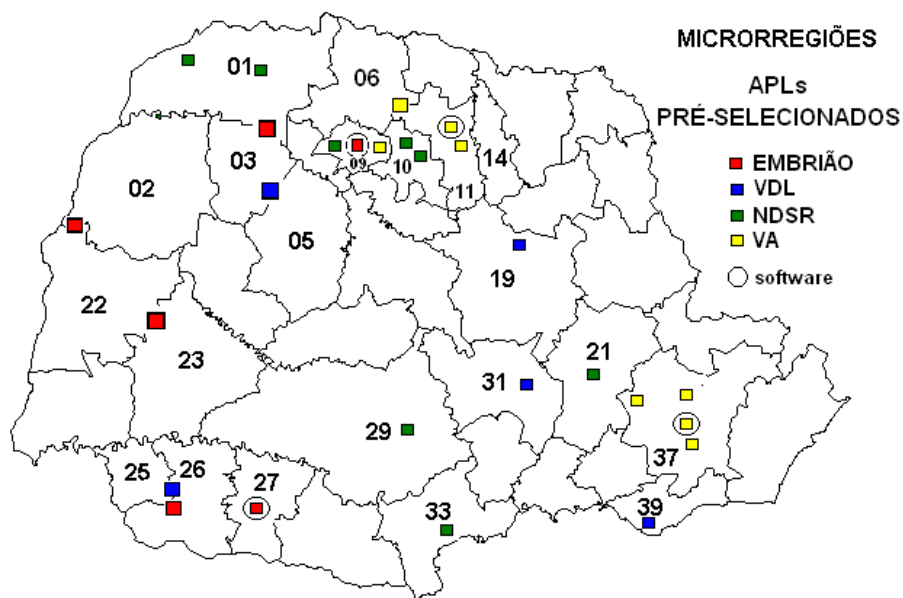 MICRORREGIÕES
APLs
PRÉ-SELECIONADOS
EMBRIÃO
VDL
NDSR
VA
software
01
06
03
09
10
14
11
02
05
19
22
23
21
31
29
37
25
26
27
33
39